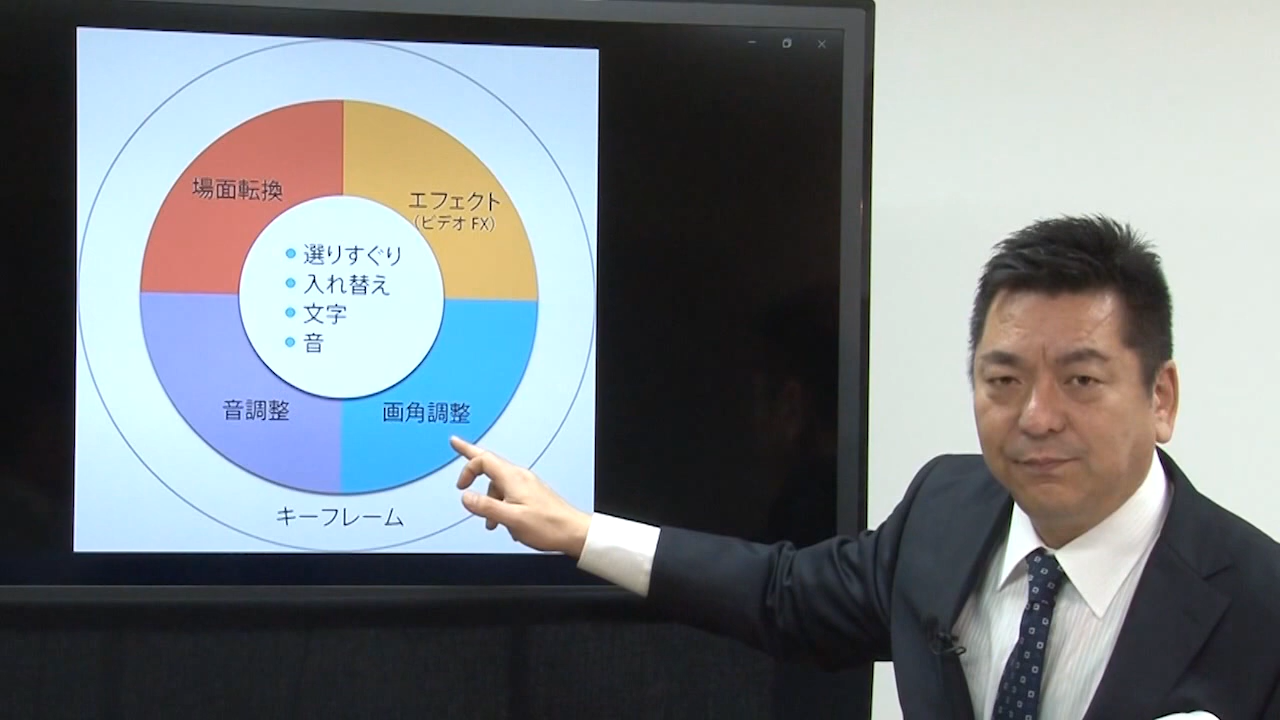 場面転換
エフェクト
(ビデオ FX)
選りすぐり
入れ替え
文字
音
音調整
画角調整
キーフレーム